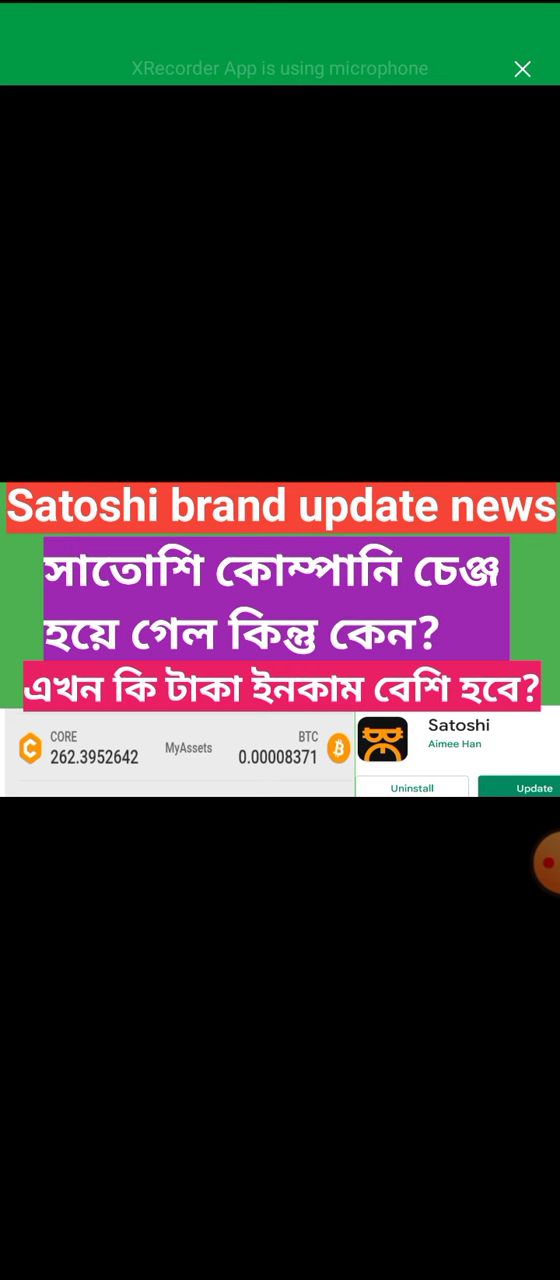 XRecorder App is using microphone
Satoshi brand update news
সাতোশি কোম্পানি চেঞ্জ
হয়ে গেল কিন্তু কেন?
এখন কি টাকা ইনকাম বেশি হবে?
CORE
262.3952642
MyAssets
BTC
0.00008371
Satoshi
Aimee Han
Uninstall
Update